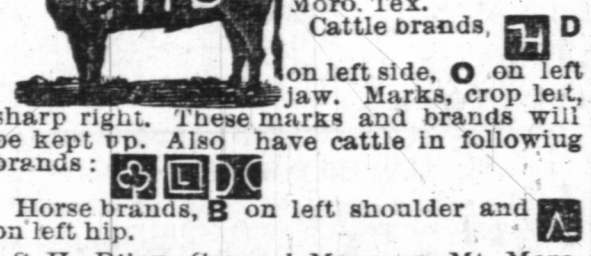 Moro. Tex.
Cattle brands, H D
on left side, O on left
jaw. Marks, crop left,
sharp right. These marks and brands will
be kept up. Also have cattle in following
brands: L
Horse brands, B on left shoulder and
on left hip.